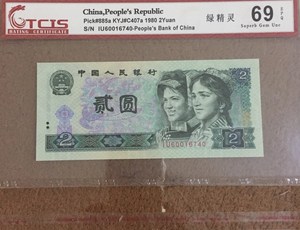 TCIS
RATING CERTIFICATE
China,People's Republic
Pick#885a KYJ#C407a 1980 2Yuan
S/N IU60016740-People's Bank of China
绿精灵
69 EPQ
Superb Gem Unc
中国人民银行
贰圆
2
2
IU60016740